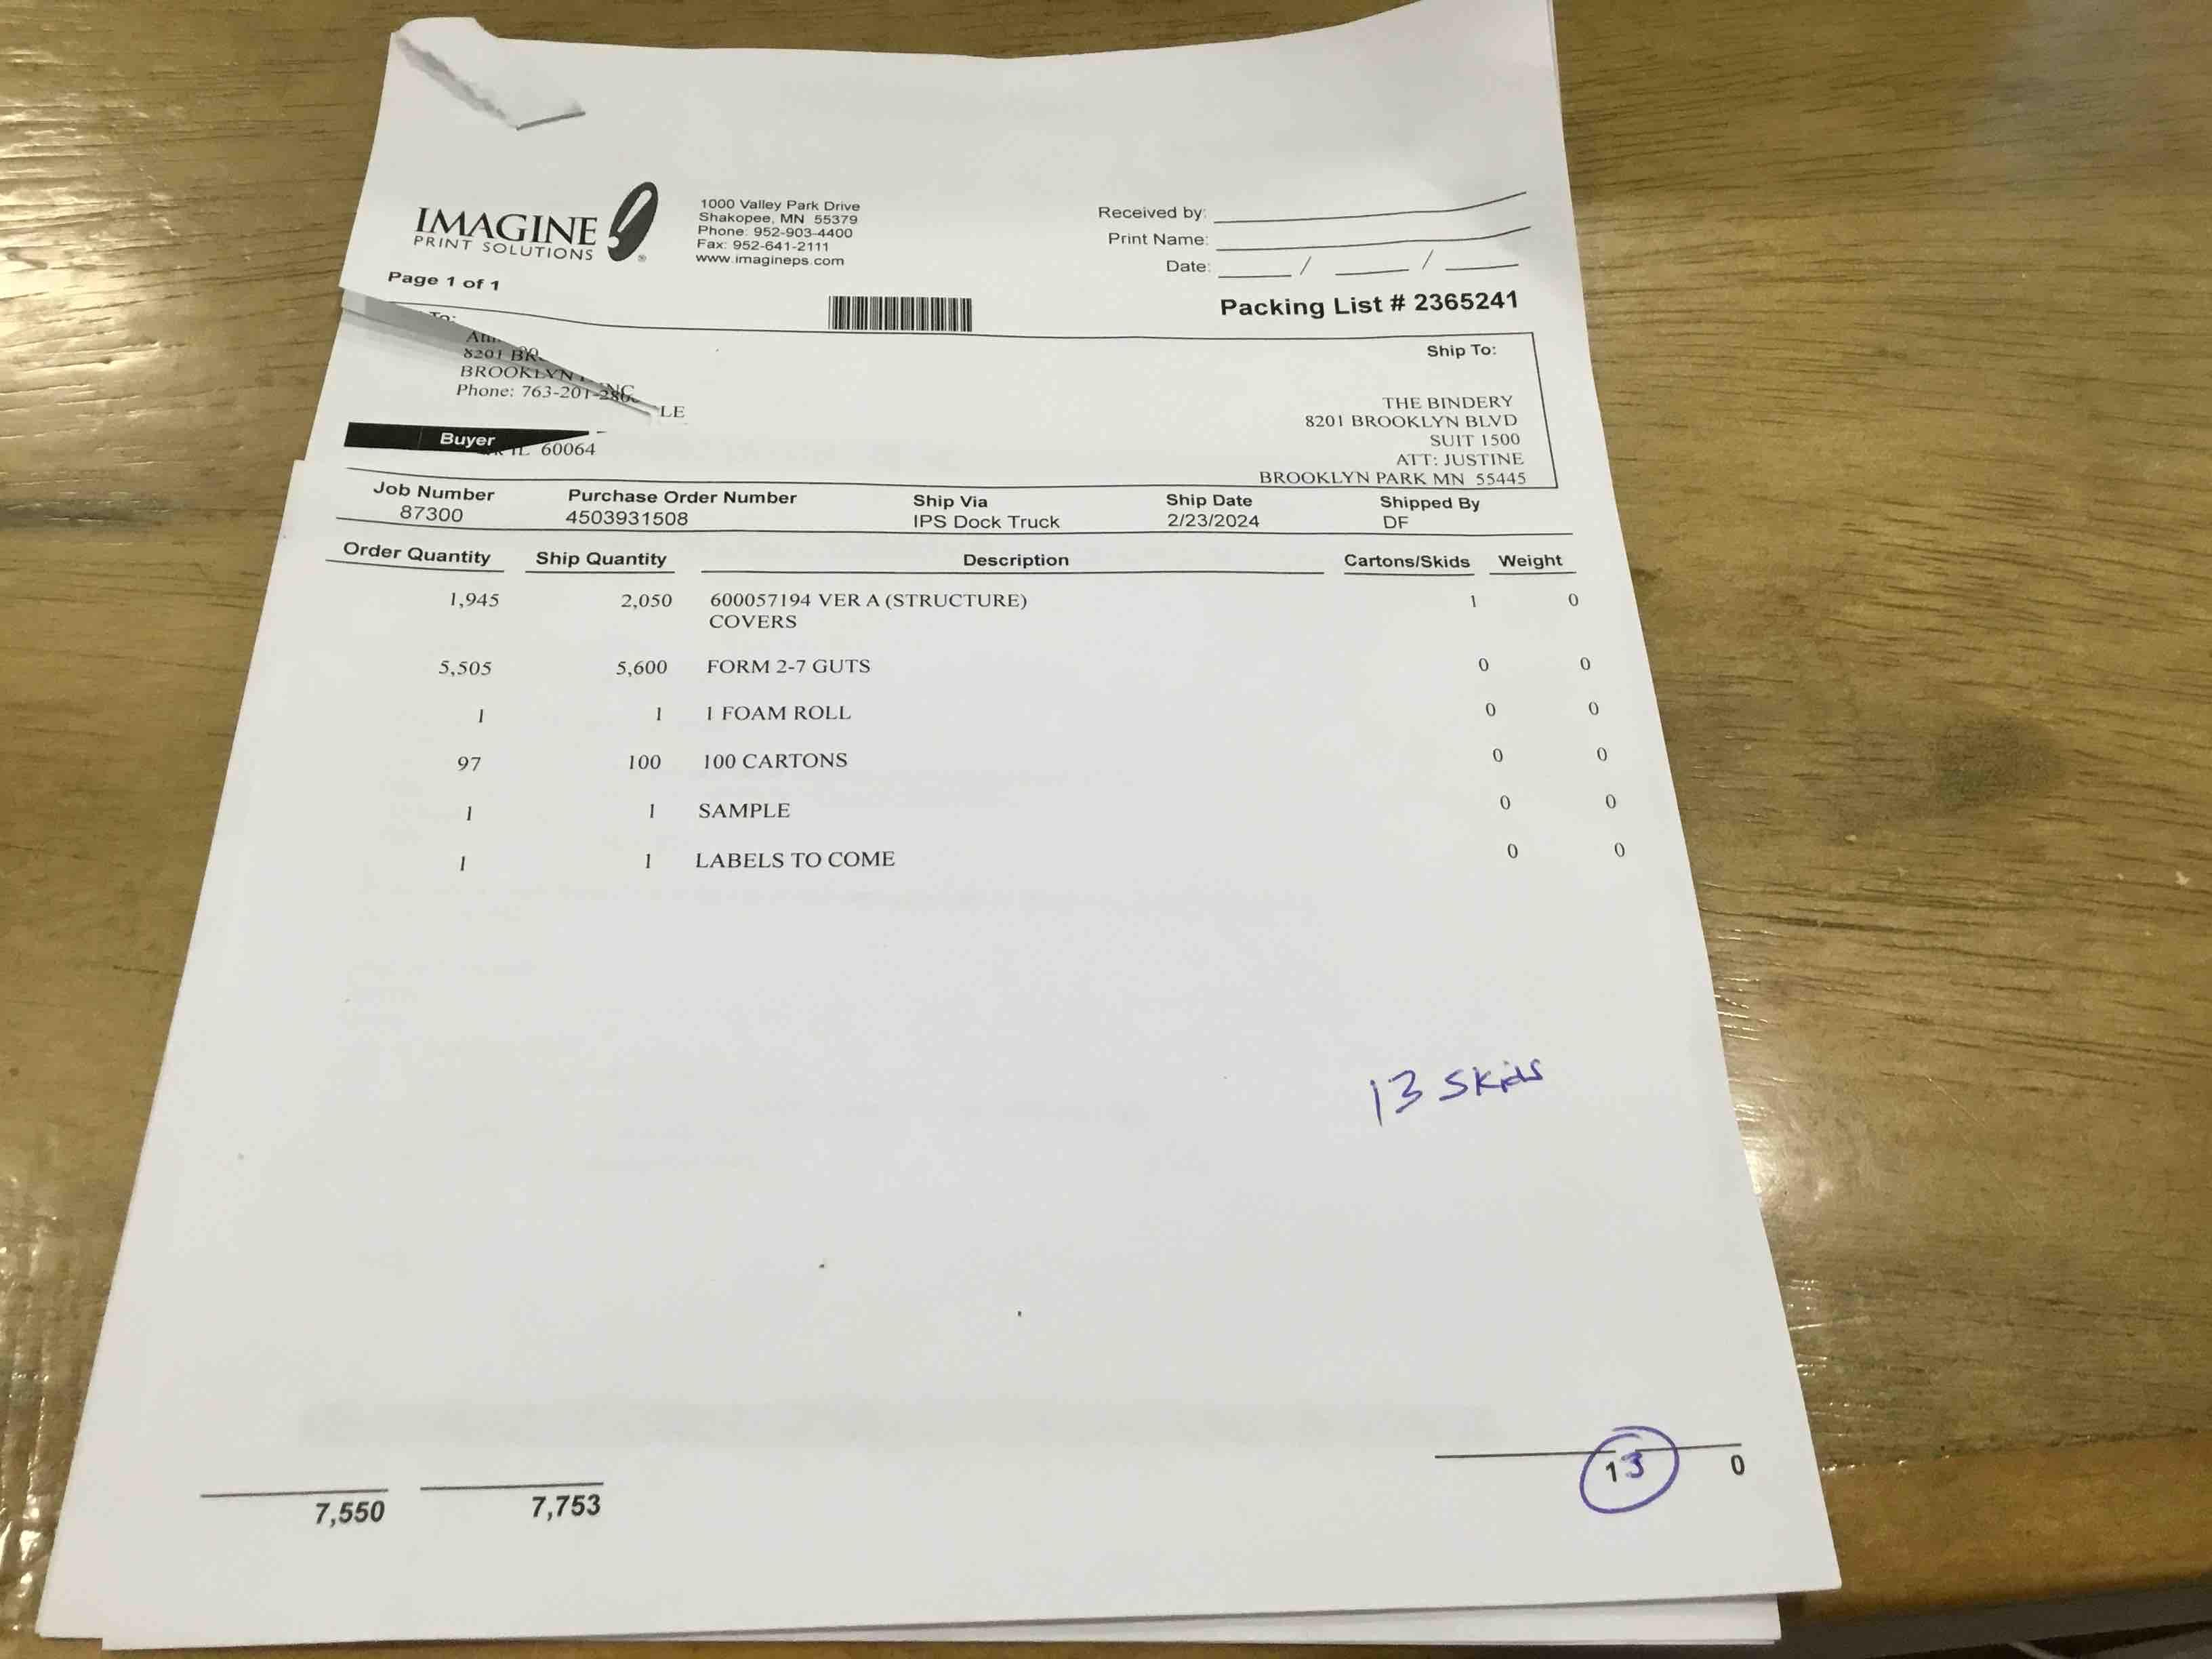 IMAGINE
PRINT SOLUTIONS
1000 Valley Park Drive
Shakopee, MN 55379
Phone: 952-903-4400
Fax: 952-641-2111
www.imagineps.com
Received by:
Print Name:
Date: / /
Page 1 of 1
Packing List # 2365241
To:
8201
BROOKLYN
Phone: 763-201-
LE
Buyer
IL 60064
Ship To:
THE BINDERY
8201 BROOKLYN BLVD
SUIT 1500
ATT: JUSTINE
BROOKLYN PARK MN 55445
Job Number Purchase Order Number Ship Via Ship Date Shipped By
87300 4503931508 IPS Dock Truck 2/23/2024 DF
Order Quantity Ship Quantity Description Cartons/Skids Weight
1,945 2,050 600057194 VER A (STRUCTURE) 1 0
COVERS
5,505 5,600 FORM 2-7 GUTS 0 0
1 1 1 FOAM ROLL 0 0
97 100 100 CARTONS 0 0
1 1 SAMPLE 0 0
1 1 LABELS TO COME 0 0
13 Skids
7,550 7,753 13 0